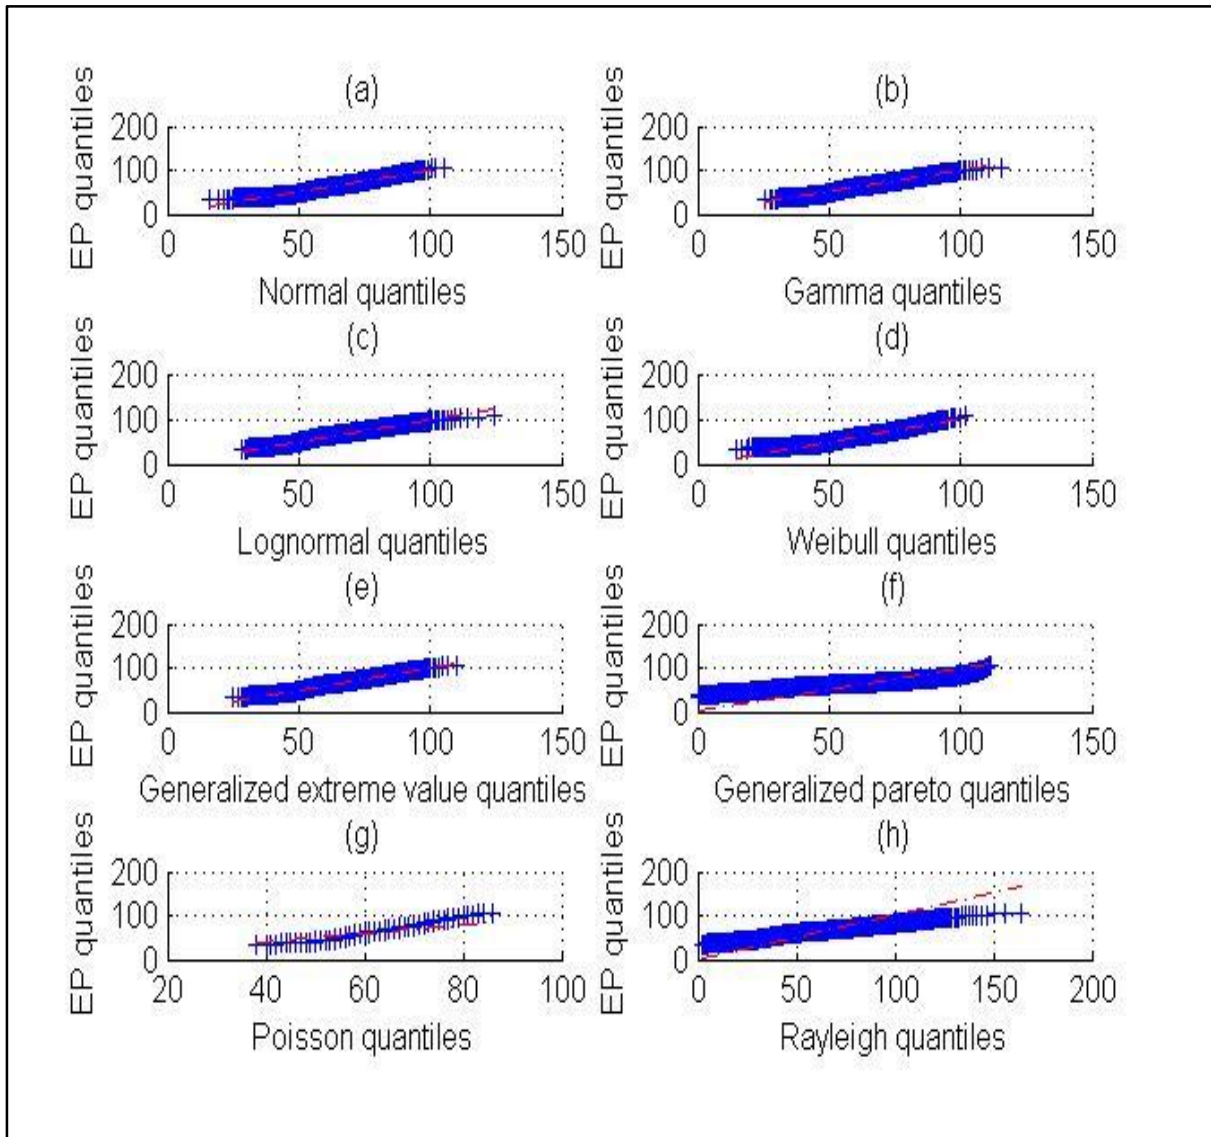 (a)
EP quantiles
200
100
0
0 50 100 150
Normal quantiles
(b)
EP quantiles
200
100
0
0 50 100 150
Gamma quantiles
(c)
EP quantiles
200
100
0
0 50 100 150
Lognormal quantiles
(d)
EP quantiles
200
100
0
0 50 100 150
Weibull quantiles
(e)
EP quantiles
200
100
0
0 50 100 150
Generalized extreme value quantiles
(f)
EP quantiles
200
100
0
0 50 100 150
Generalized pareto quantiles
(g)
EP quantiles
200
100
0
20 40 60 80 100
Poisson quantiles
(h)
EP quantiles
200
100
0
0 50 100 150 200
Rayleigh quantiles